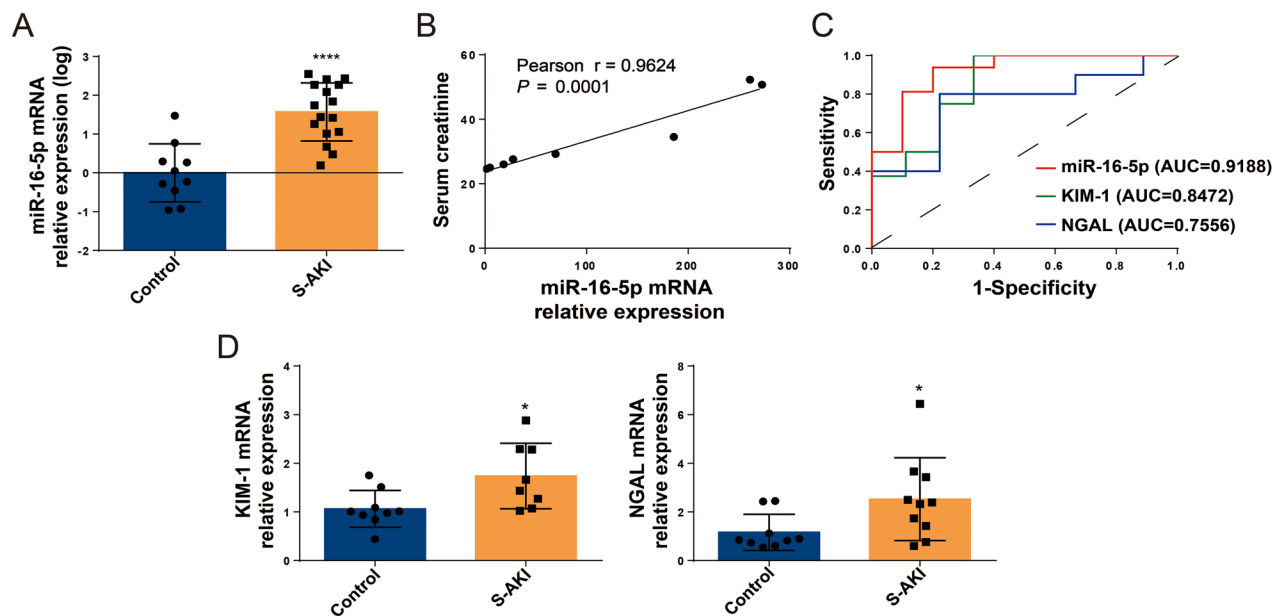 A
miR-16-5p mRNA
relative expression (log)
3
2
1
0
-1
-2
****
Control
S-AKI
B
Serum creatinine
60
40
20
0
Pearson r = 0.9624
P = 0.0001
0
100
200
300
miR-16-5p mRNA
relative expression
C
Sensitivity
1.0
0.8
0.6
0.4
0.2
0.0
miR-16-5p (AUC=0.9188)
KIM-1 (AUC=0.8472)
NGAL (AUC=0.7556)
0.0
0.2
0.4
0.6
0.8
1.0
1-Specificity
D
KIM-1 mRNA
relative expression
4
3
2
1
0
*
Control
S-AKI
NGAL mRNA
relative expression
8
6
4
2
0
*
Control
S-AKI